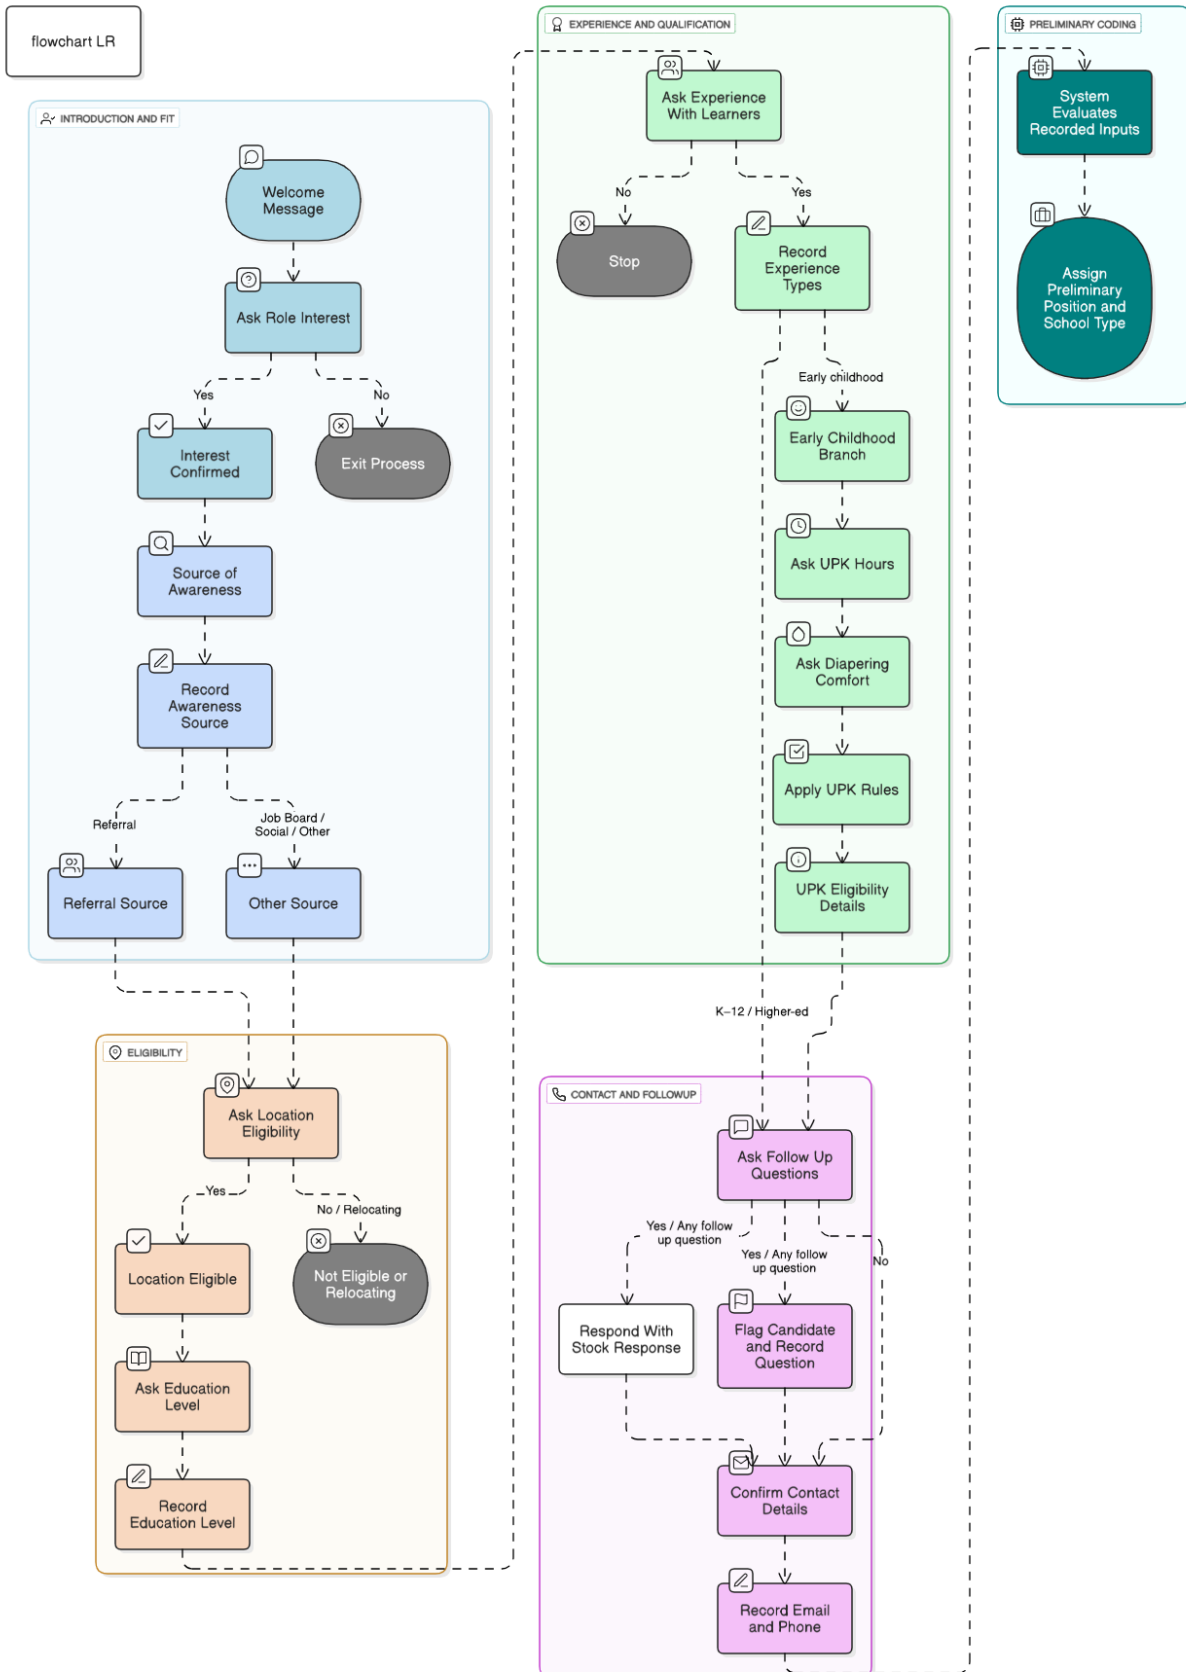 flowchart LR
INTRODUCTION AND FIT
Welcome
Message
Ask Role Interest
Yes
No
Interest
Confirmed
Exit Process
Source of
Awareness
Record
Awareness
Source
Referral
Job Board /
Social / Other
Referral Source
Other Source
ELIGIBILITY
Ask Location
Eligibility
Yes
No / Relocating
Location Eligible
Not Eligible or
Relocating
Ask Education
Level
Record
Education Level
EXPERIENCE AND QUALIFICATION
Ask Experience
With Learners
No
Yes
Stop
Record
Experience
Types
Early childhood
Early Childhood
Branch
Ask UPK Hours
Ask Diapering
Comfort
Apply UPK Rules
UPK Eligibility
Details
K–12 / Higher-ed
CONTACT AND FOLLOWUP
Ask Follow Up
Questions
Yes / Any follow
up question
Yes / Any follow
up question
No
Respond With
Stock Response
Flag Candidate
and Record
Question
Confirm Contact
Details
Record Email
and Phone
PRELIMINARY CODING
System
Evaluates
Recorded Inputs
Assign
Preliminary
Position and
School Type